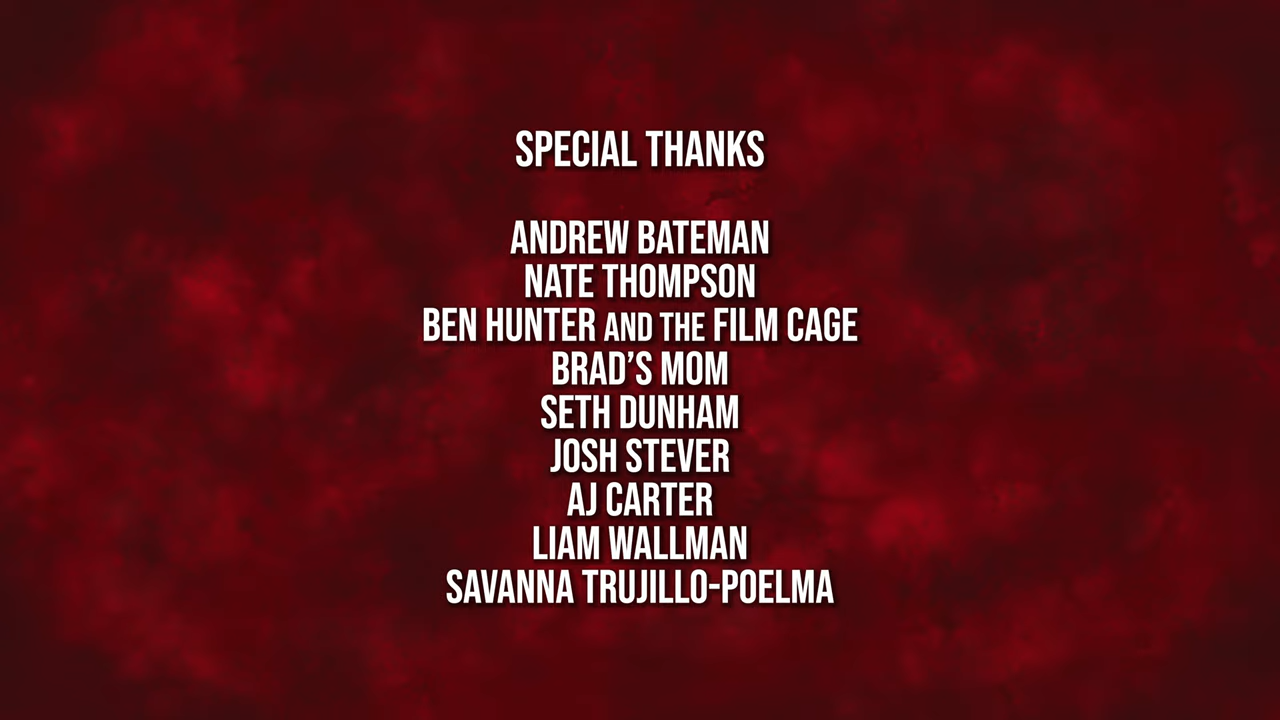 SPECIAL THANKS
ANDREW BATEMAN
NATE THOMPSON
BEN HUNTER AND THE FILM CAGE
BRAD’S MOM
SETH DUNHAM
JOSH STEVER
AJ CARTER
LIAM WALLMAN
SAVANNA TRUJILLO-POELMA